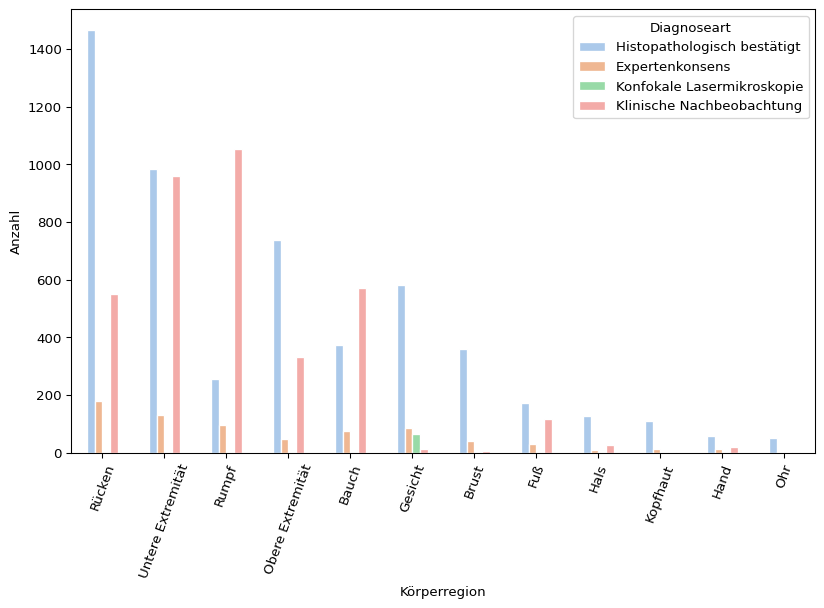 Diagnoseart
Histopathologisch bestätigt
Expertenkonsens
Konfokale Lasermikroskopie
Klinische Nachbeobachtung
Anzahl
1400
1200
1000
800
600
400
200
0
Rücken
Untere Extremität
Rumpf
Obere Extremität
Bauch
Gesicht
Brust
Fuß
Hals
Kopfhaut
Hand
Ohr
Körperregion